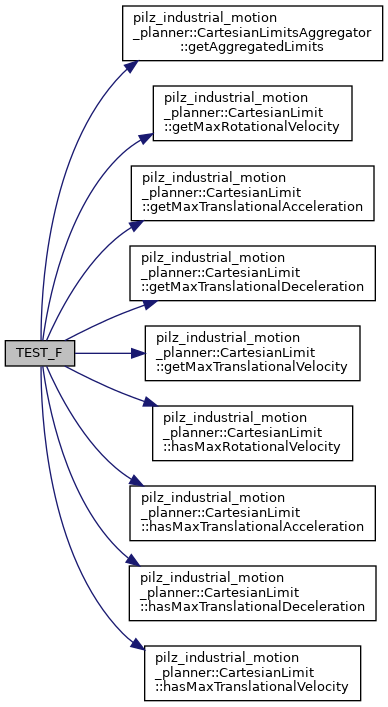 pilz_industrial_motion
_planner::CartesianLimitsAggregator
::getAggregatedLimits
pilz_industrial_motion
_planner::CartesianLimit
::getMaxRotationalVelocity
pilz_industrial_motion
_planner::CartesianLimit
::getMaxTranslationalAcceleration
pilz_industrial_motion
_planner::CartesianLimit
::getMaxTranslationalDeceleration
TEST_F
pilz_industrial_motion
_planner::CartesianLimit
::getMaxTranslationalVelocity
pilz_industrial_motion
_planner::CartesianLimit
::hasMaxRotationalVelocity
pilz_industrial_motion
_planner::CartesianLimit
::hasMaxTranslationalAcceleration
pilz_industrial_motion
_planner::CartesianLimit
::hasMaxTranslationalDeceleration
pilz_industrial_motion
_planner::CartesianLimit
::hasMaxTranslationalVelocity